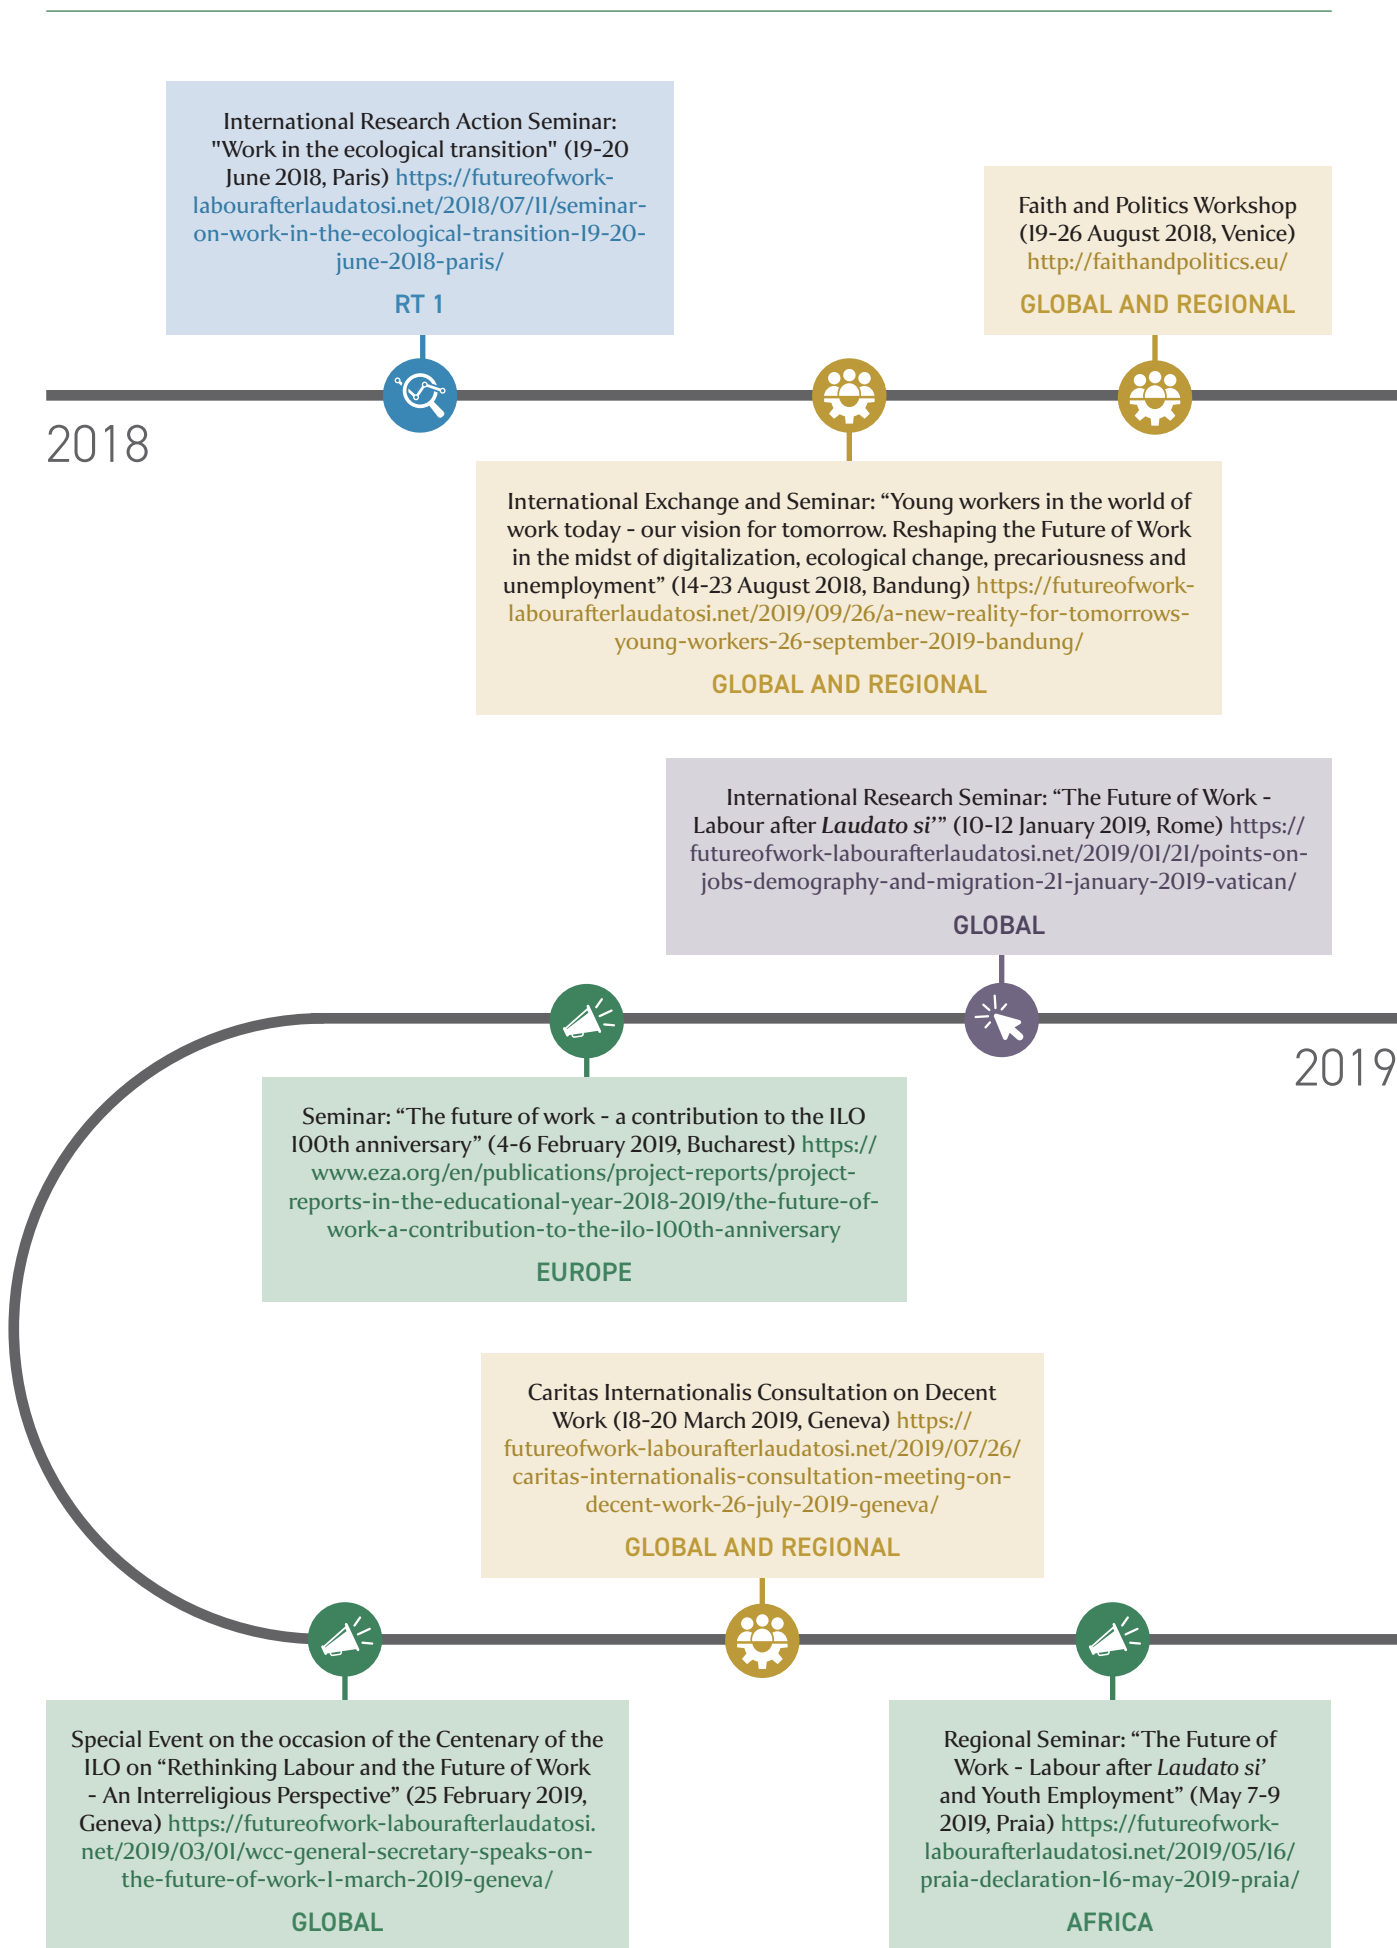 International Research Action Seminar:
"Work in the ecological transition" (19-20
June 2018, Paris) https://futureofwork-
labourafterlaudatosi.net/2018/07/11/seminar-
on-work-in-the-ecological-transition-19-20-
june-2018-paris/
RT 1
Faith and Politics Workshop
(19-26 August 2018, Venice)
http://faithandpolitics.eu/
GLOBAL AND REGIONAL
2018
International Exchange and Seminar: “Young workers in the world of
work today - our vision for tomorrow. Reshaping the Future of Work
in the midst of digitalization, ecological change, precariousness and
unemployment” (14-23 August 2018, Bandung) https://futureofwork-
labourafterlaudatosi.net/2019/09/26/a-new-reality-for-tomorrows-
young-workers-26-september-2019-bandung/
GLOBAL AND REGIONAL
International Research Seminar: “The Future of Work -
Labour after Laudato si’” (10-12 January 2019, Rome) https://
futureofwork-labourafterlaudatosi.net/2019/01/21/points-on-
jobs-demography-and-migration-21-january-2019-vatican/
GLOBAL
2019
Seminar: “The future of work - a contribution to the ILO
100th anniversary” (4-6 February 2019, Bucharest) https://
www.eza.org/en/publications/project-reports/project-
reports-in-the-educational-year-2018-2019/the-future-of-
work-a-contribution-to-the-ilo-100th-anniversary
EUROPE
Caritas Internationalis Consultation on Decent
Work (18-20 March 2019, Geneva) https://
futureofwork-labourafterlaudatosi.net/2019/07/26/
caritas-internationalis-consultation-meeting-on-
decent-work-26-july-2019-geneva/
GLOBAL AND REGIONAL
Special Event on the occasion of the Centenary of the
ILO on “Rethinking Labour and the Future of Work
- An Interreligious Perspective” (25 February 2019,
Geneva) https://futureofwork-labourafterlaudatosi.
net/2019/03/01/wcc-general-secretary-speaks-on-
the-future-of-work-1-march-2019-geneva/
GLOBAL
Regional Seminar: “The Future of
Work - Labour after Laudato si’
and Youth Employment” (May 7-9
2019, Praia) https://futureofwork-
labourafterlaudatosi.net/2019/05/16/
praia-declaration-16-may-2019-praia/
AFRICA